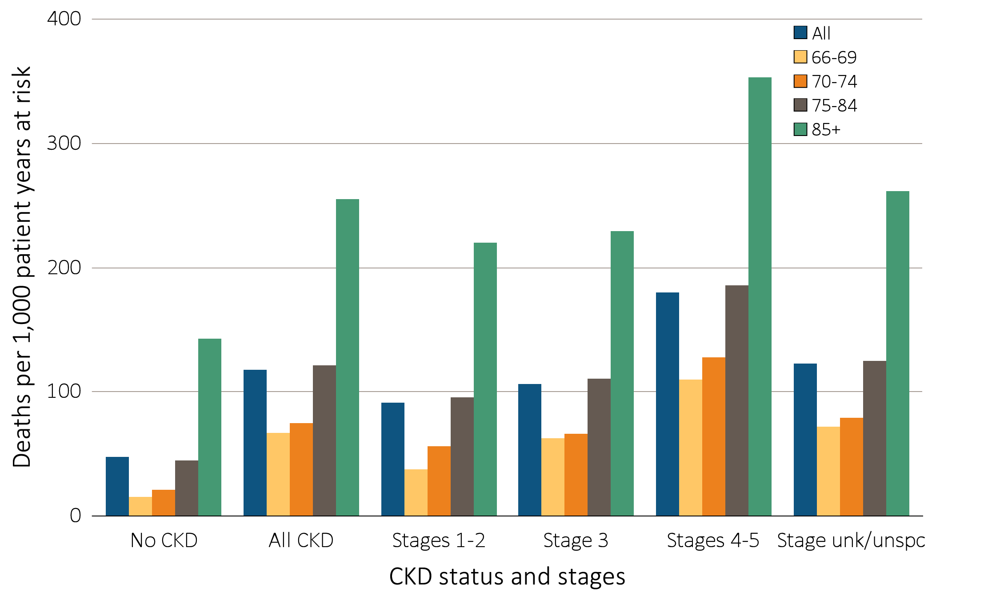 Deaths per 1,000 patient years at risk
400
300
200
100
0
All
66-69
70-74
75-84
85+
No CKD
All CKD
Stages 1-2
Stage 3
Stages 4-5
Stage unk/unspc
CKD status and stages